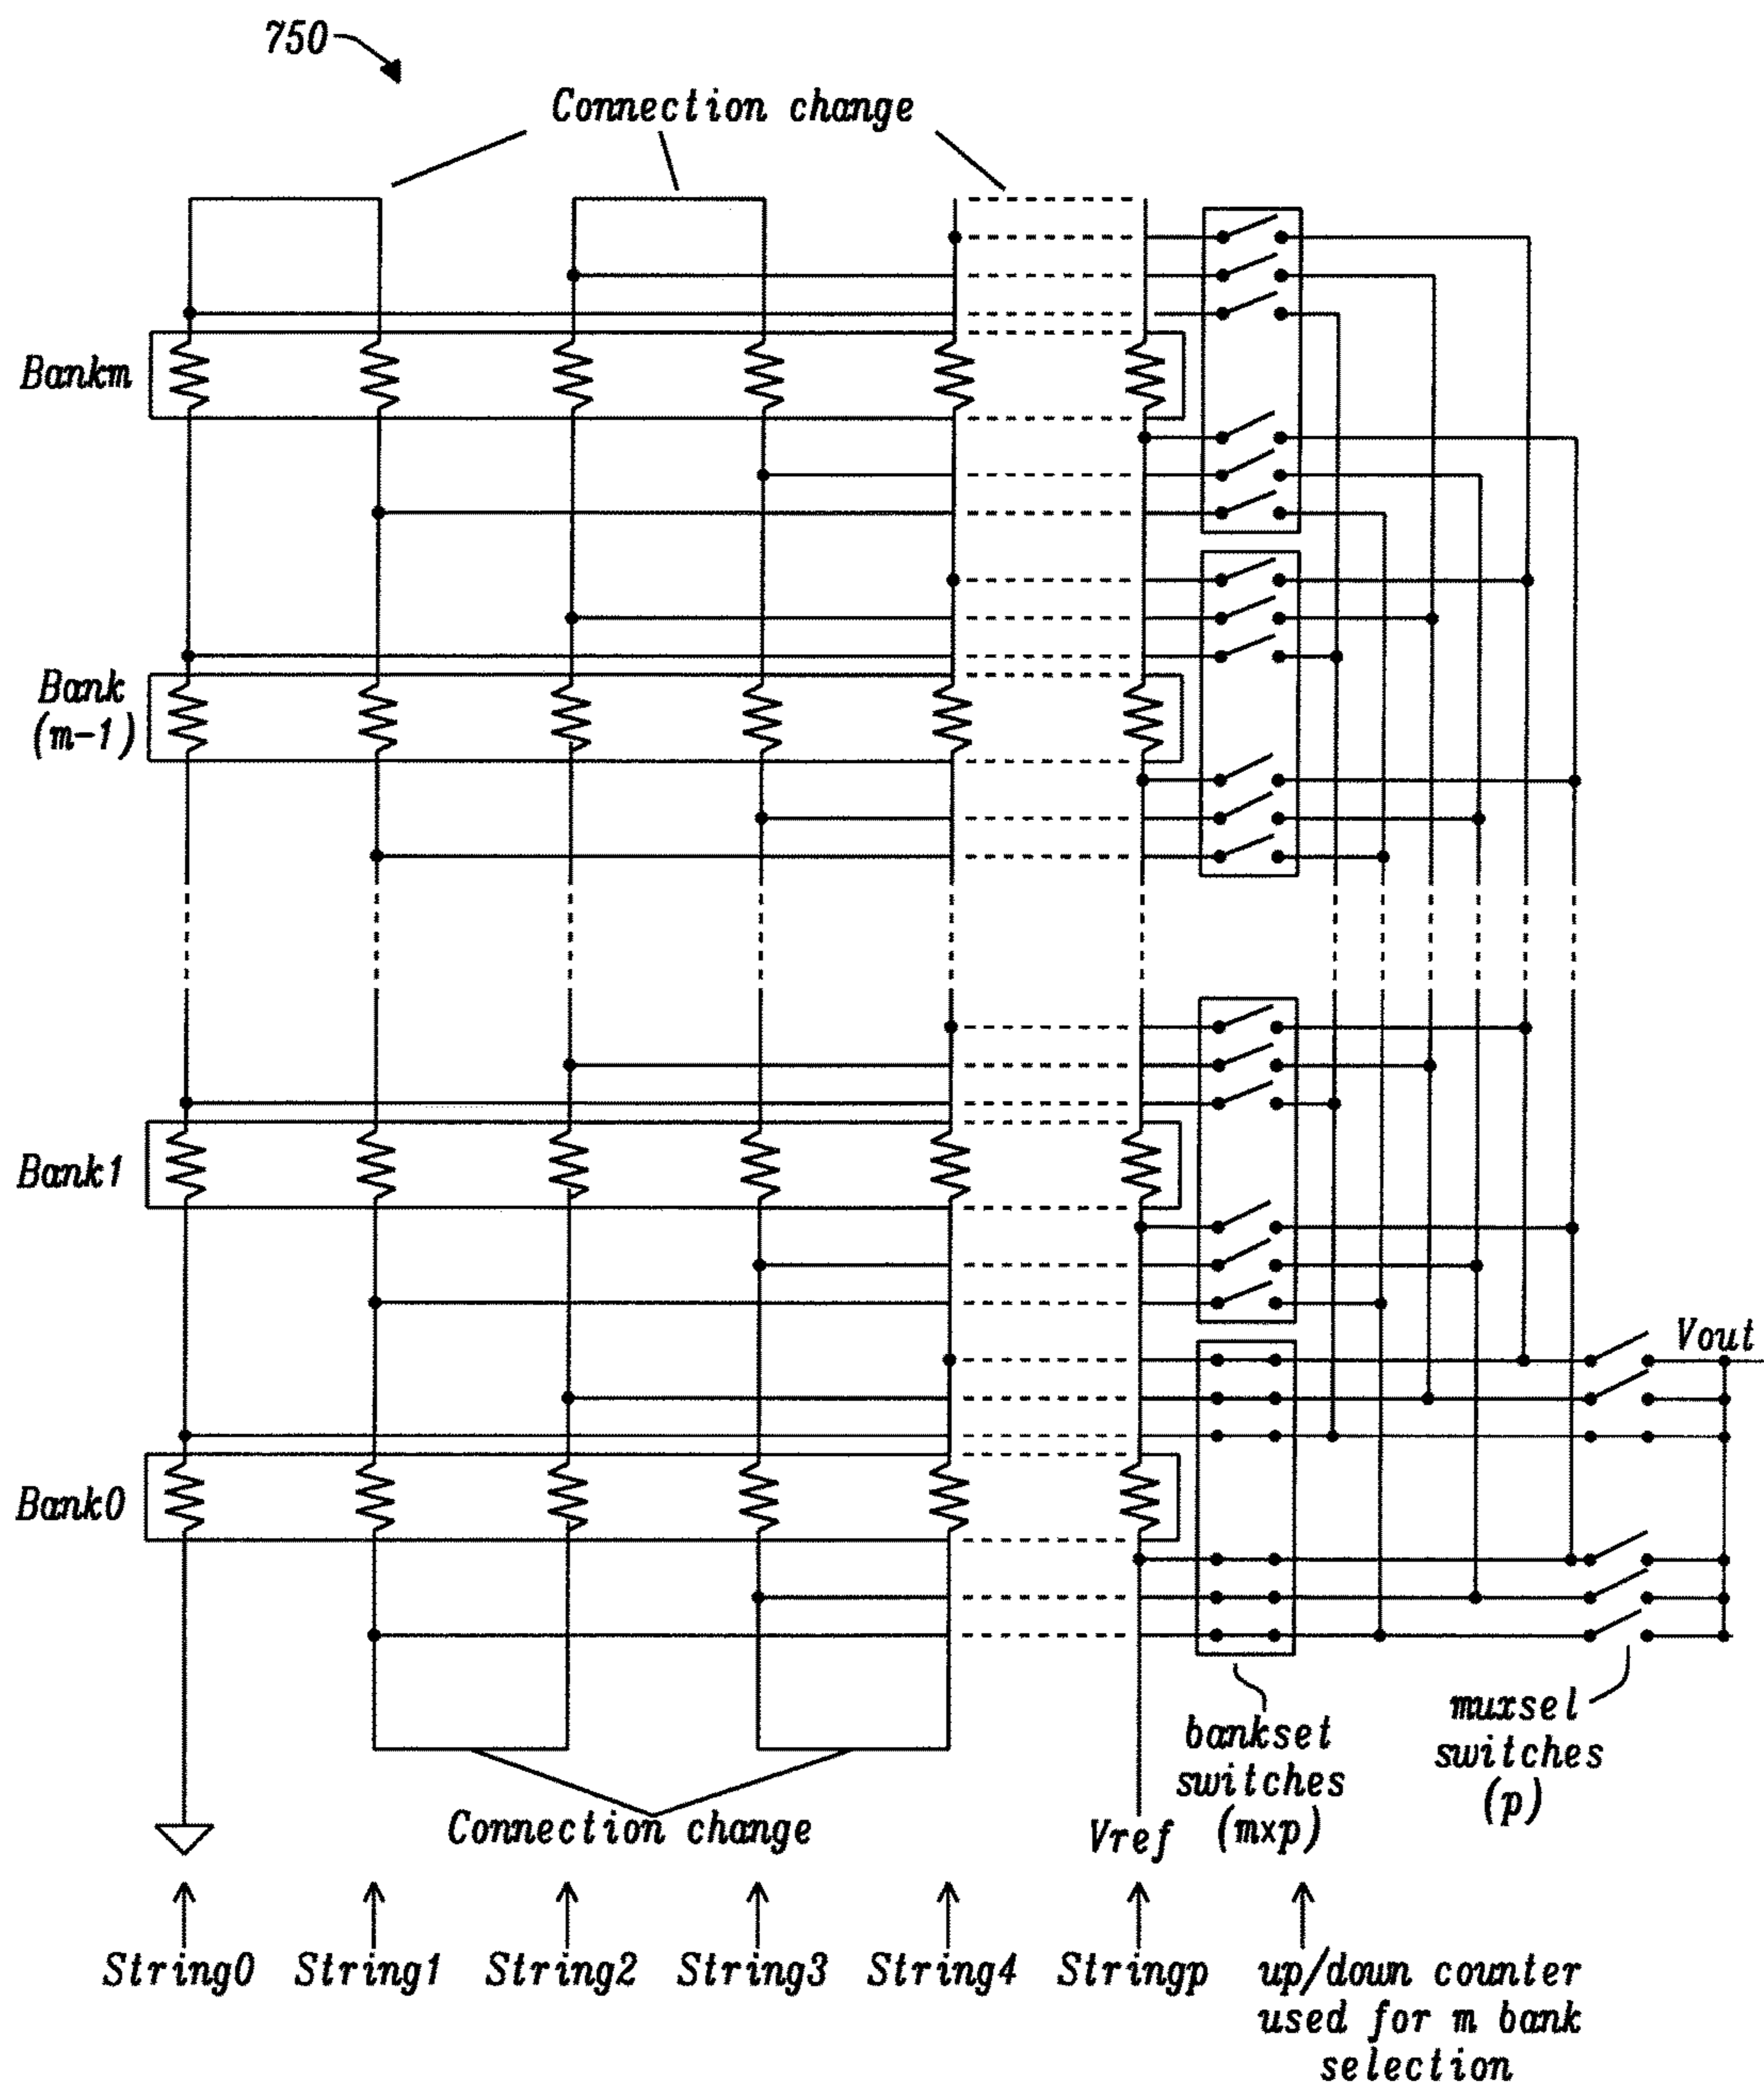 750
Connection change
Bankm
Bank
(m-1)
Bank1
Vout
Bank0
muxsel
switches
(p)
bankset
switches
(mxp)
Connection change
Vref
String0
String1
String2
String3
String4
Stringp
up/down counter
used for m bank
selection